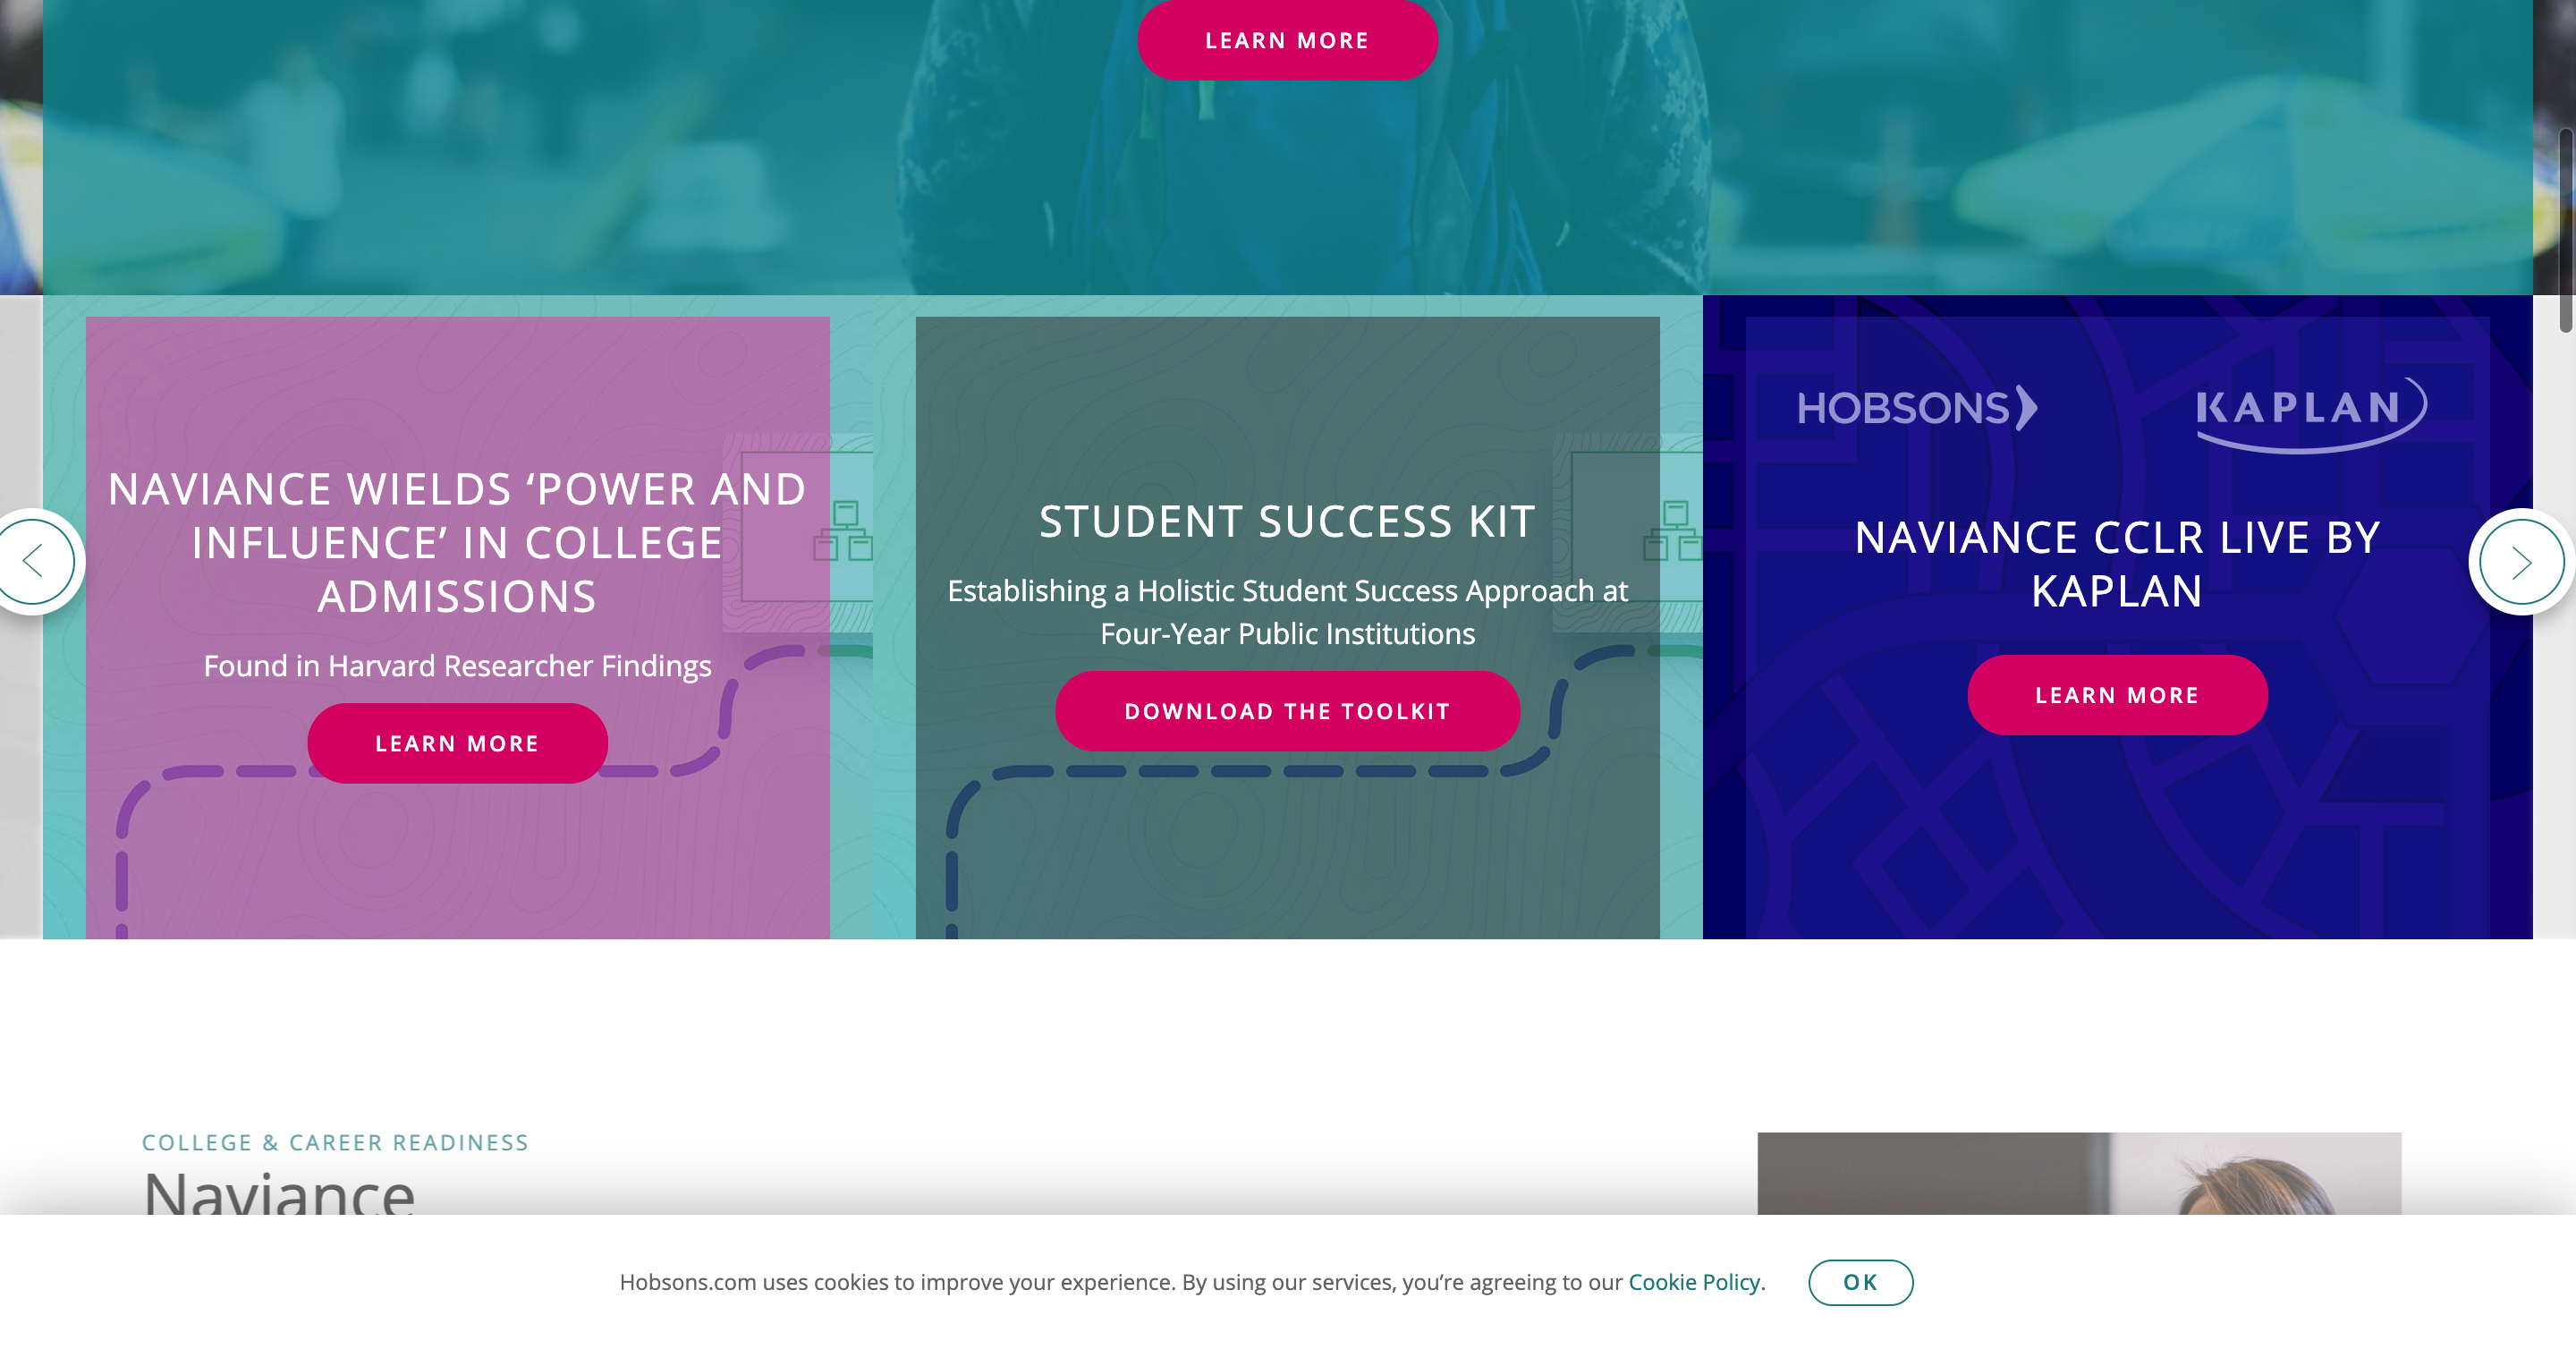 LEARN MORE
NAVIANCE WIELDS ‘POWER AND
INFLUENCE’ IN COLLEGE
ADMISSIONS
Found in Harvard Researcher Findings
LEARN MORE
STUDENT SUCCESS KIT
Establishing a Holistic Student Success Approach at
Four-Year Public Institutions
DOWNLOAD THE TOOLKIT
HOBSONS
KAPLAN
NAVIANCE CCLR LIVE BY
KAPLAN
LEARN MORE
COLLEGE & CAREER READINESS
Naviance
Hobsons.com uses cookies to improve your experience. By using our services, you’re agreeing to our Cookie Policy.
OK